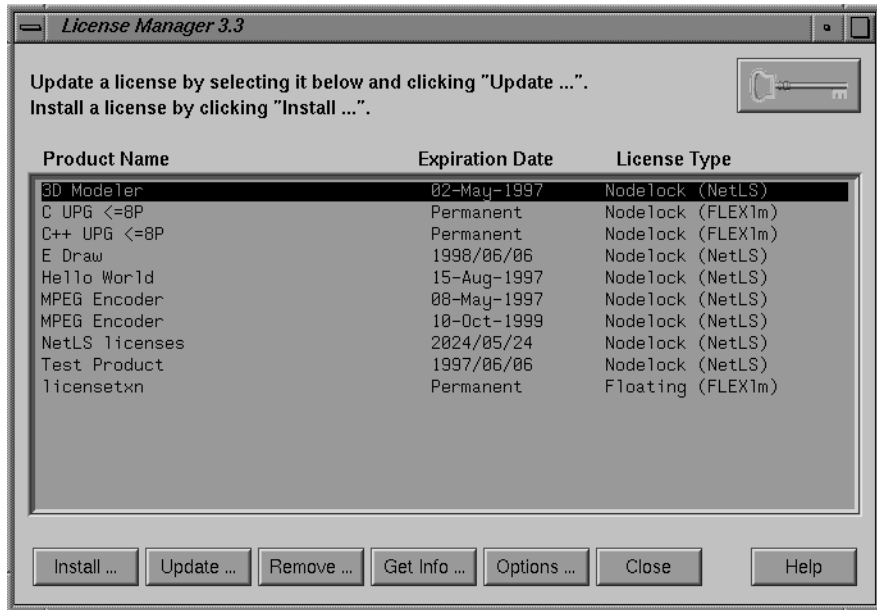 License Manager 3.3
Update a license by selecting it below and clicking "Update ...".
Install a license by clicking "Install ...".
Product Name Expiration Date License Type
3D Modeler 02-May-1997 Nodelock (NetLS)
C UPG <=8P Permanent Nodelock (FLEXlm)
C++ UPG <=8P Permanent Nodelock (FLEXlm)
E Draw 1998/06/06 Nodelock (NetLS)
Hello World 15-Aug-1997 Nodelock (NetLS)
MPEG Encoder 08-May-1997 Nodelock (NetLS)
MPEG Encoder 10-Oct-1999 Nodelock (NetLS)
NetLS licenses 2024/05/24 Nodelock (NetLS)
Test Product 1997/06/06 Nodelock (NetLS)
licensetxn Permanent Floating (FLEXlm)
Install ... Update ... Remove ... Get Info ... Options ... Close Help